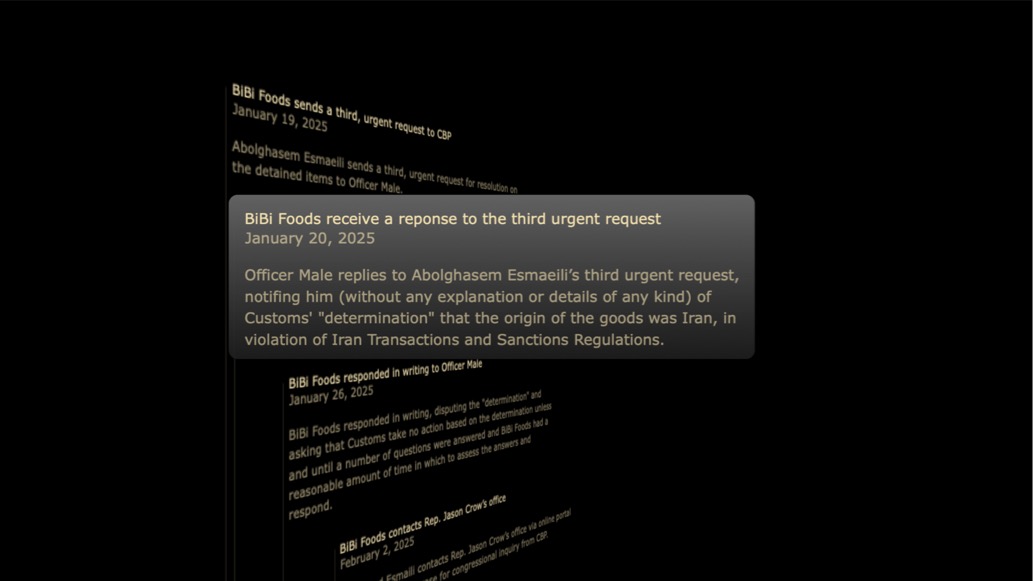 BiBi Foods sends a third, urgent request to CBP
January 19, 2025
Abolghasem Esmaeili sends a third, urgent request for resolution on
the detained items to Officer Male.
BiBi Foods receive a reponse to the third urgent request
January 20, 2025
Officer Male replies to Abolghasem Esmaeili’s third urgent request,
notifing him (without any explanation or details of any kind) of
Customs' "determination" that the origin of the goods was Iran, in
violation of Iran Transactions and Sanctions Regulations.
BiBi Foods responded in writing to Officer Male
January 26, 2025
BiBi Foods responded in writing, disputing the "determination" and
asking that Customs take no action based on the determination unless
and until a number of questions were answered and BiBi Foods had a
reasonable amount of time in which to assess the answers and
respond.
BiBi Foods contacts Rep. Jason Crow’s office
February 2, 2025
Esmaili contacts Rep. Jason Crow’s office via online portal
for congressional inquiry from CBP.